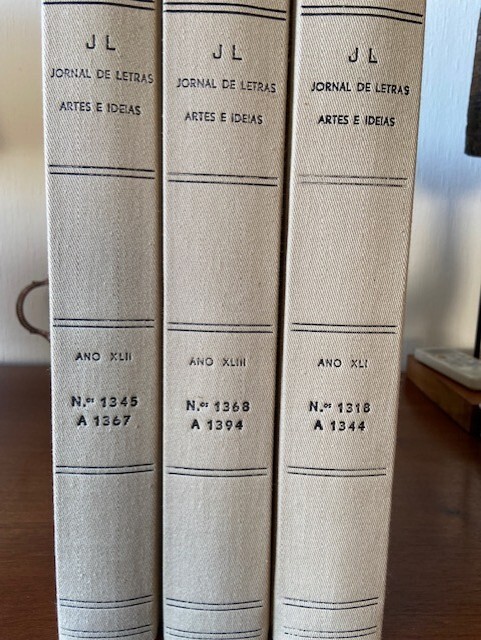 J L
JORNAL DE LETRAS
ARTES E IDEIAS
ANO XLII
N.os 1345
A 1367
J L
JORNAL DE LETRAS
ARTES E IDEIAS
ANO XLIII
N.os 1368
A 1394
J L
JORNAL DE LETRAS
ARTES E IDEIAS
ANO XLI
N.os 1318
A 1344